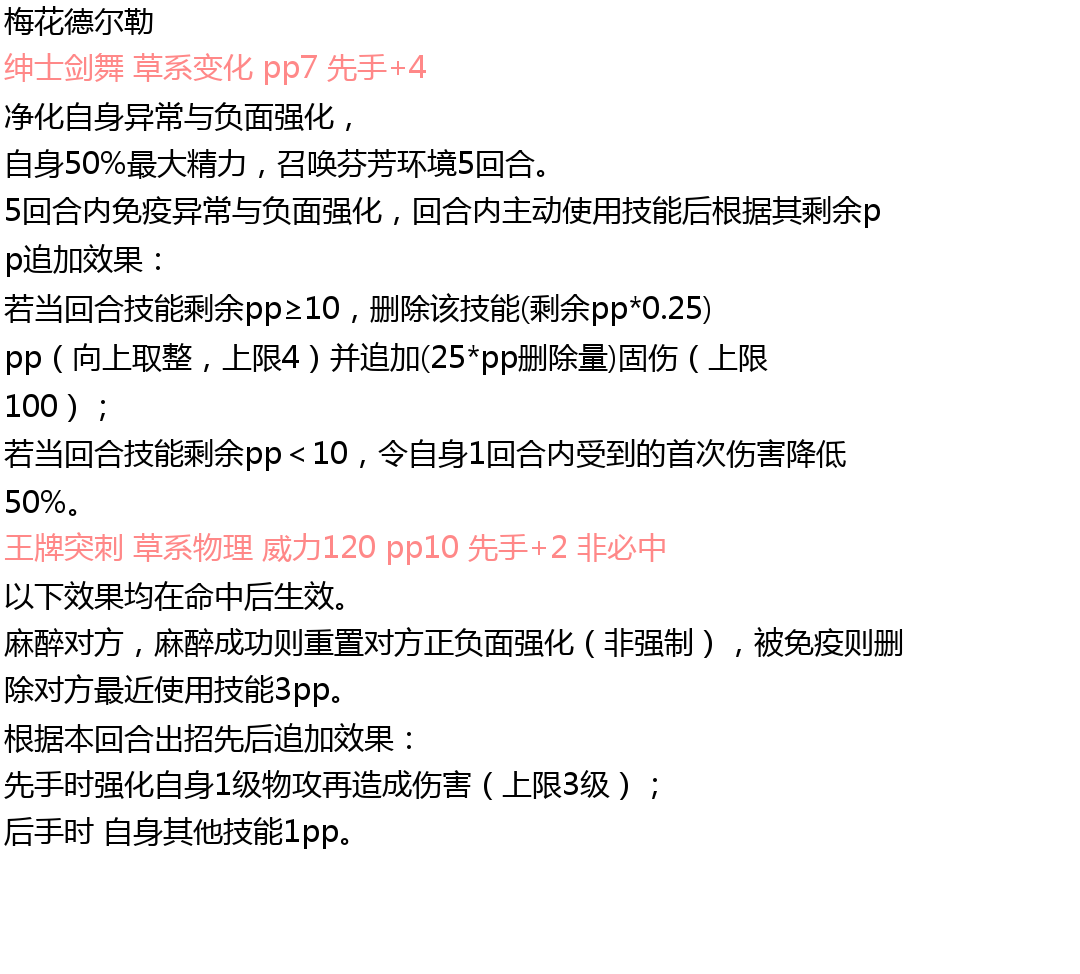 梅花德尔勒
绅士剑舞 草系变化 pp7 先手+4
净化自身异常与负面强化，
自身50%最大精力，召唤芬芳环境5回合。
5回合内免疫异常与负面强化，回合内主动使用技能后根据其剩余p
p追加效果：
若当回合技能剩余pp≥10，删除该技能(剩余pp*0.25)
pp（向上取整，上限4）并追加(25*pp删除量)固伤（上限
100）；
若当回合技能剩余pp＜10，令自身1回合内受到的首次伤害降低
50%。
王牌突刺 草系物理 威力120 pp10 先手+2 非必中
以下效果均在命中后生效。
麻醉对方，麻醉成功则重置对方正负面强化（非强制），被免疫则删
除对方最近使用技能3pp。
根据本回合出招先后追加效果：
先手时强化自身1级物攻再造成伤害（上限3级）；
后手时 自身其他技能1pp。